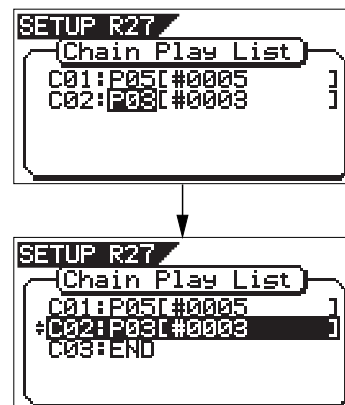 SETUP R27
Chain Play List
C01:P05[#0005 ]
C02:P03[#0003 ]
SETUP R27
Chain Play List
C01:P05[#0005 ]
C02:P03[#0003 ]
C03:END